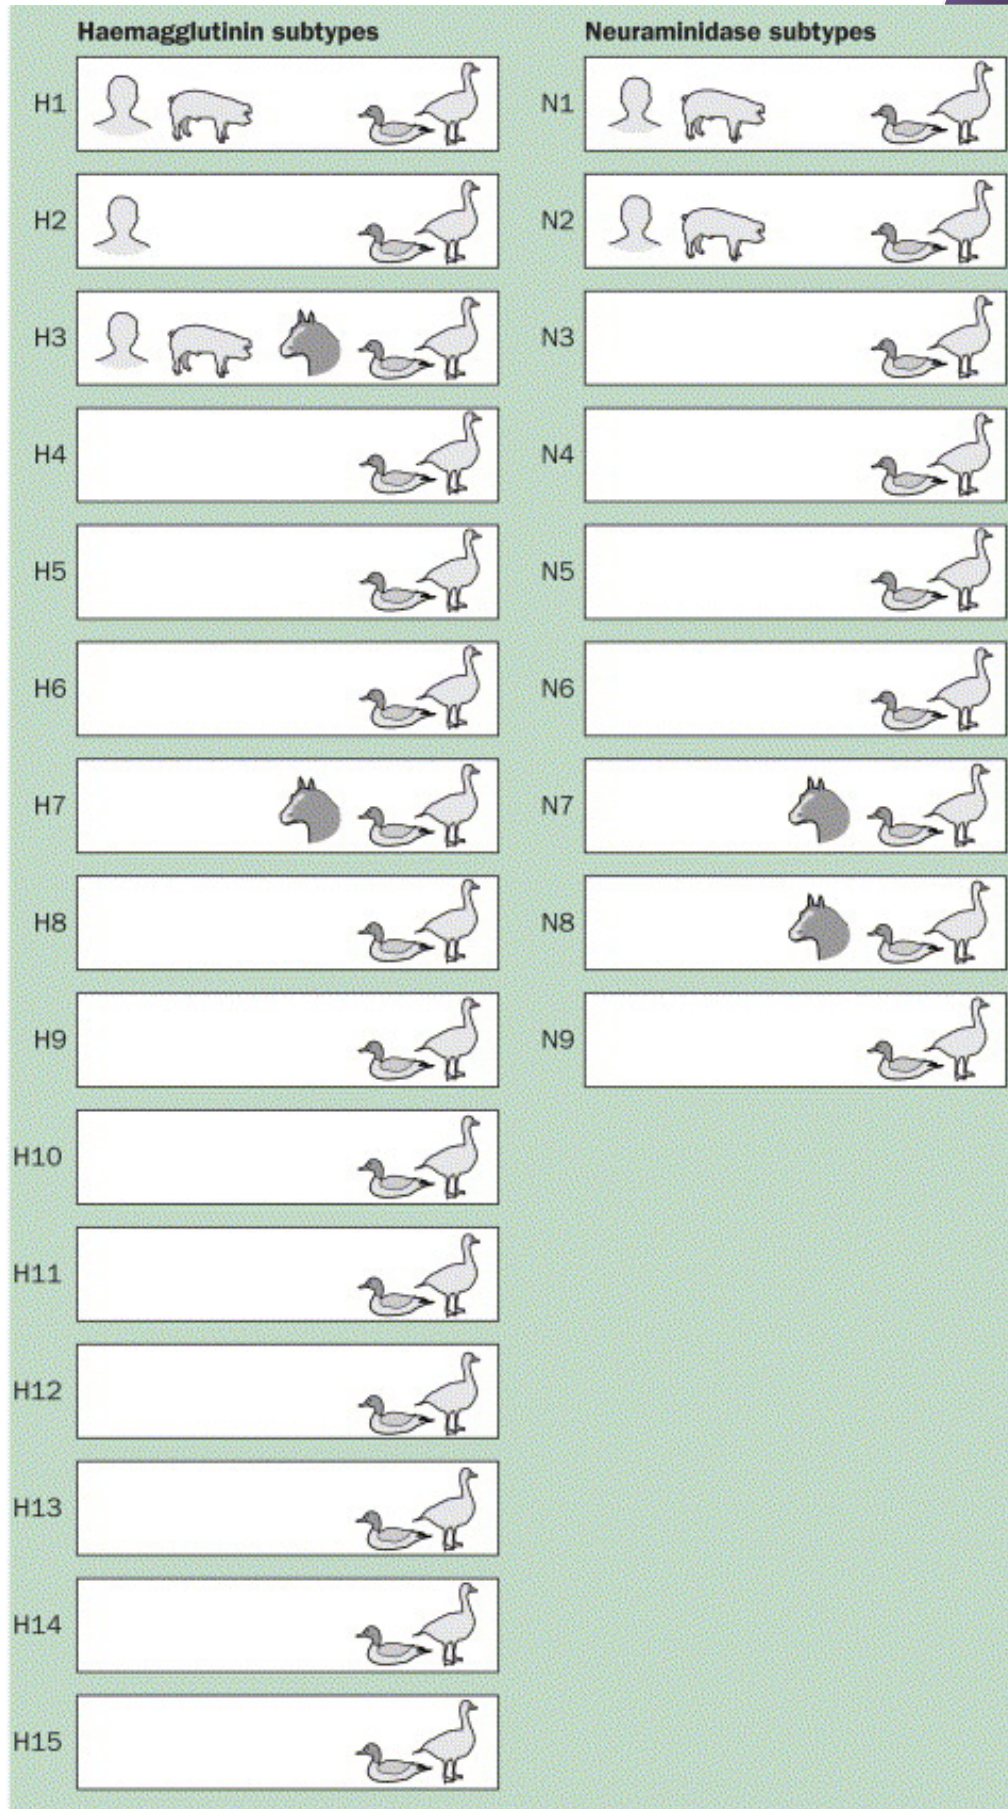 Haemagglutinin subtypes Neuraminidase subtypes
H1 N1
H2 N2
H3 N3
H4 N4
H5 N5
H6 N6
H7 N7
H8 N8
H9 N9
H10
H11
H12
H13
H14
H15